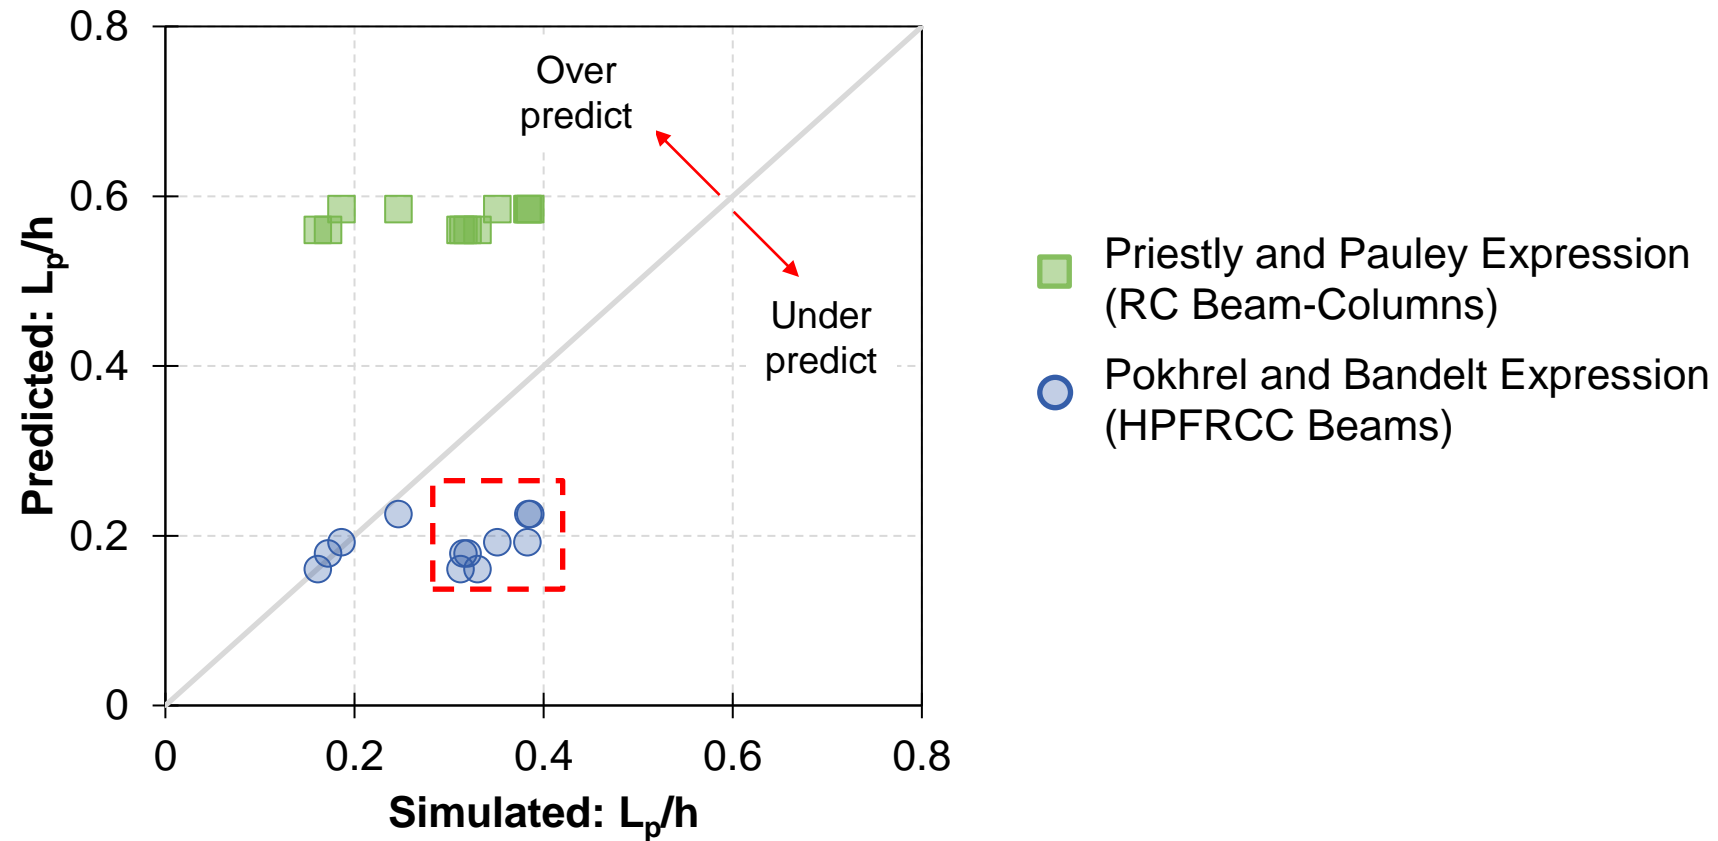 0.8
0.6
0.4
0.2
0
Predicted: Lp/h
0
0.2
0.4
0.6
0.8
Simulated: Lp/h
Over
predict
Under
predict
Priestly and Pauley Expression
(RC Beam-Columns)
Pokhrel and Bandelt Expression
(HPFRCC Beams)